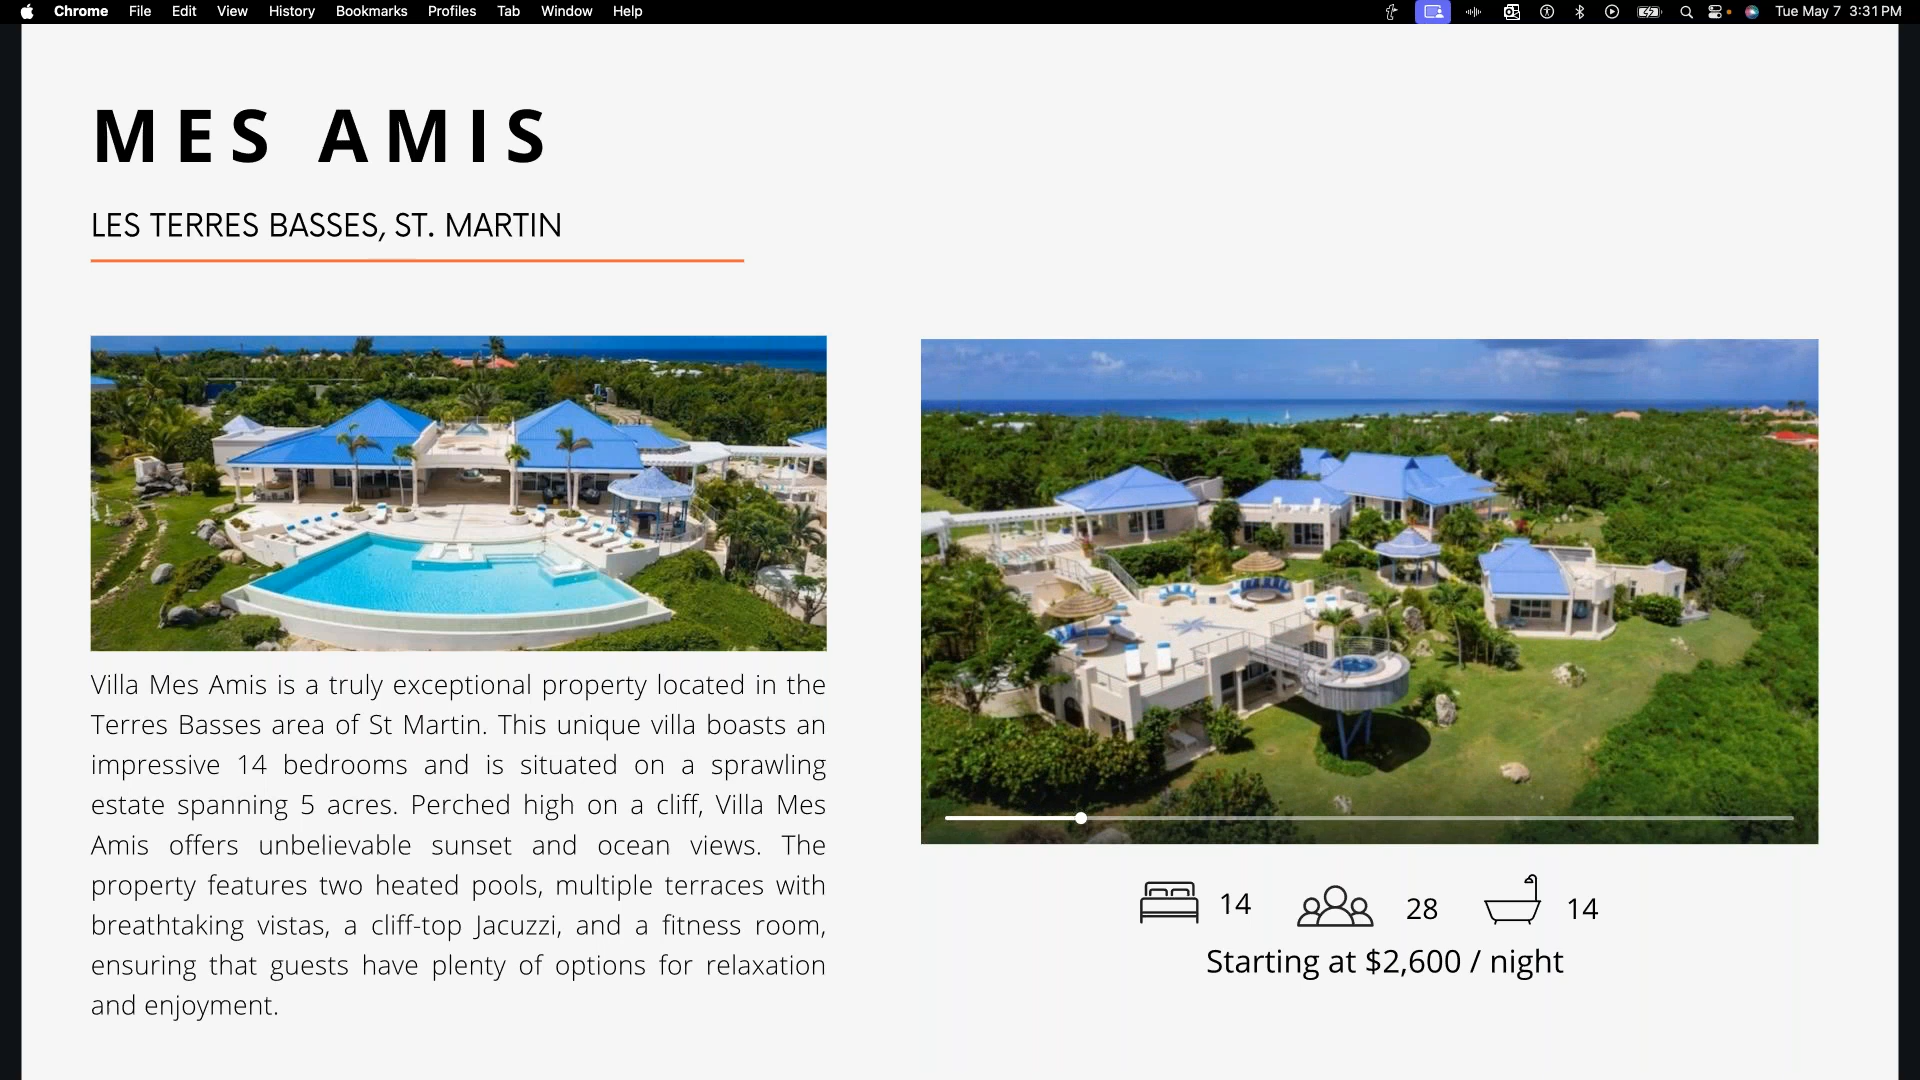 Chrome File Edit View History Bookmarks Profiles Tab Window Help Tue May 7 3:31 PM
MES AMIS
LES TERRES BASSES, ST. MARTIN
Villa Mes Amis is a truly exceptional property located in the
Terres Basses area of St Martin. This unique villa boasts an
impressive 14 bedrooms and is situated on a sprawling
estate spanning 5 acres. Perched high on a cliff, Villa Mes
Amis offers unbelievable sunset and ocean views. The
property features two heated pools, multiple terraces with
breathtaking vistas, a cliff-top Jacuzzi, and a fitness room,
ensuring that guests have plenty of options for relaxation
and enjoyment.
14 28 14
Starting at $2,600 / night